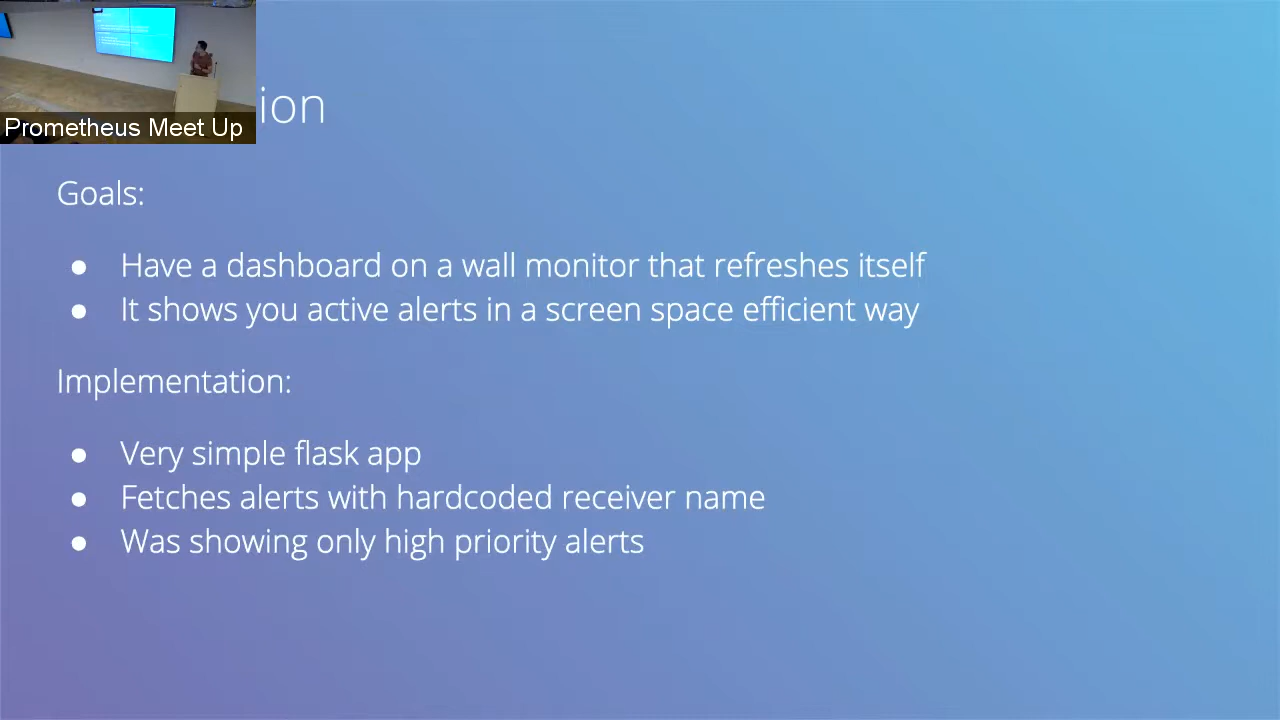 Prometheus Meet Up
ion
Goals:
● Have a dashboard on a wall monitor that refreshes itself
● It shows you active alerts in a screen space efficient way
Implementation:
● Very simple flask app
● Fetches alerts with hardcoded receiver name
● Was showing only high priority alerts